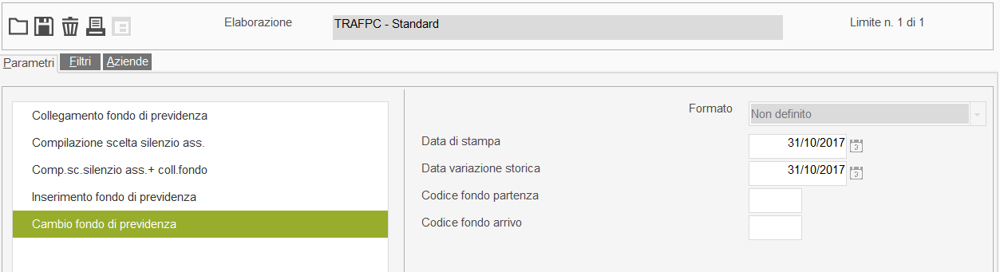 Elaborazione TRAFPC - Standard Limite n. 1 di 1
Parametri Filtri Aziende
Collegamento fondo di previdenza
Compilazione scelta silenzio ass.
Comp.sc.silenzio ass.+ coll.fondo
Inserimento fondo di previdenza
Cambio fondo di previdenza
Formato Non definito
Data di stampa 31/10/2017
Data variazione storica 31/10/2017
Codice fondo partenza
Codice fondo arrivo